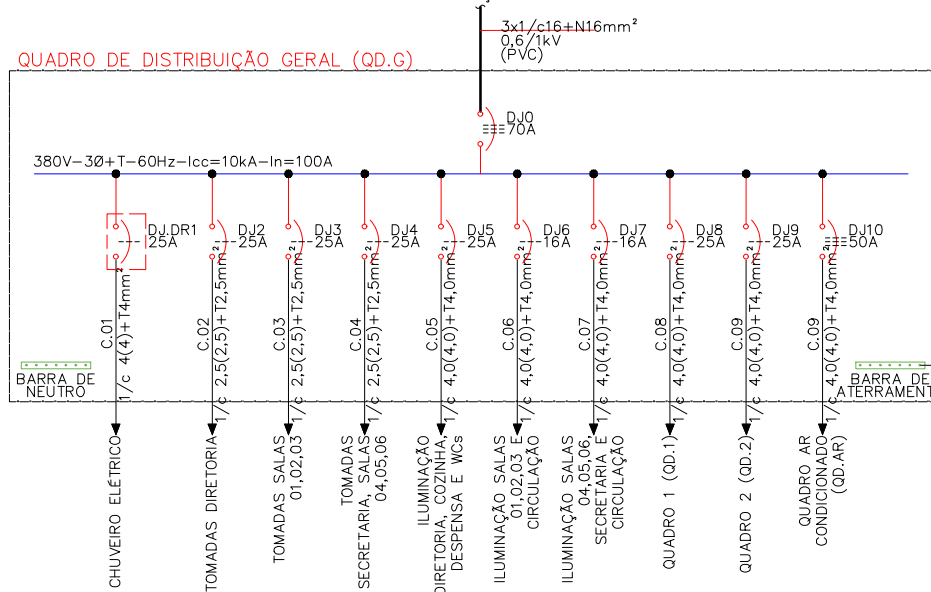 3x1/c16+N16mm²
0,6/1kV
(PVC)
QUADRO DE DISTRIBUIÇÃO GERAL (QD.G)
DJ0
70A
380V-3Ø+T-60Hz-Icc=10kA-In=100A
DJ.DR1
25A
DJ2
25A
DJ3
25A
DJ4
25A
DJ5
25A
DJ6
16A
DJ7
16A
DJ8
25A
DJ9
25A
DJ10
50A
C.01
1/c 4(4)+T4mm²
C.02
1/c 2,5(2,5)+T2,5mm²
C.03
1/c 2,5(2,5)+T2,5mm²
C.04
1/c 2,5(2,5)+T2,5mm²
C.05
1/c 4,0(4,0)+T4,0mm²
C.06
1/c 4,0(4,0)+T4,0mm²
C.07
1/c 4,0(4,0)+T4,0mm²
C.08
1/c 4,0(4,0)+T4,0mm²
C.09
1/c 4,0(4,0)+T4,0mm²
C.09
1/c 4,0(4,0)+T4,0mm²
BARRA DE
NEUTRO
BARRA DE
ATERRAMENT
CHUVEIRO ELÉTRICO
TOMADAS DIRETORIA
TOMADAS SALAS
01,02,03
TOMADAS
SECRETARIA, SALAS
04,05,06
ILUMINAÇÃO
DIRETORIA, COZINHA,
DESPENSA E WCs
ILUMINAÇÃO SALAS
01,02,03 E
CIRCULAÇÃO
ILUMINAÇÃO SALAS
04,05,06,
SECRETARIA E
CIRCULAÇÃO
QUADRO 1 (QD.1)
QUADRO 2 (QD.2)
QUADRO AR
CONDICIONADO
(QD.AR)